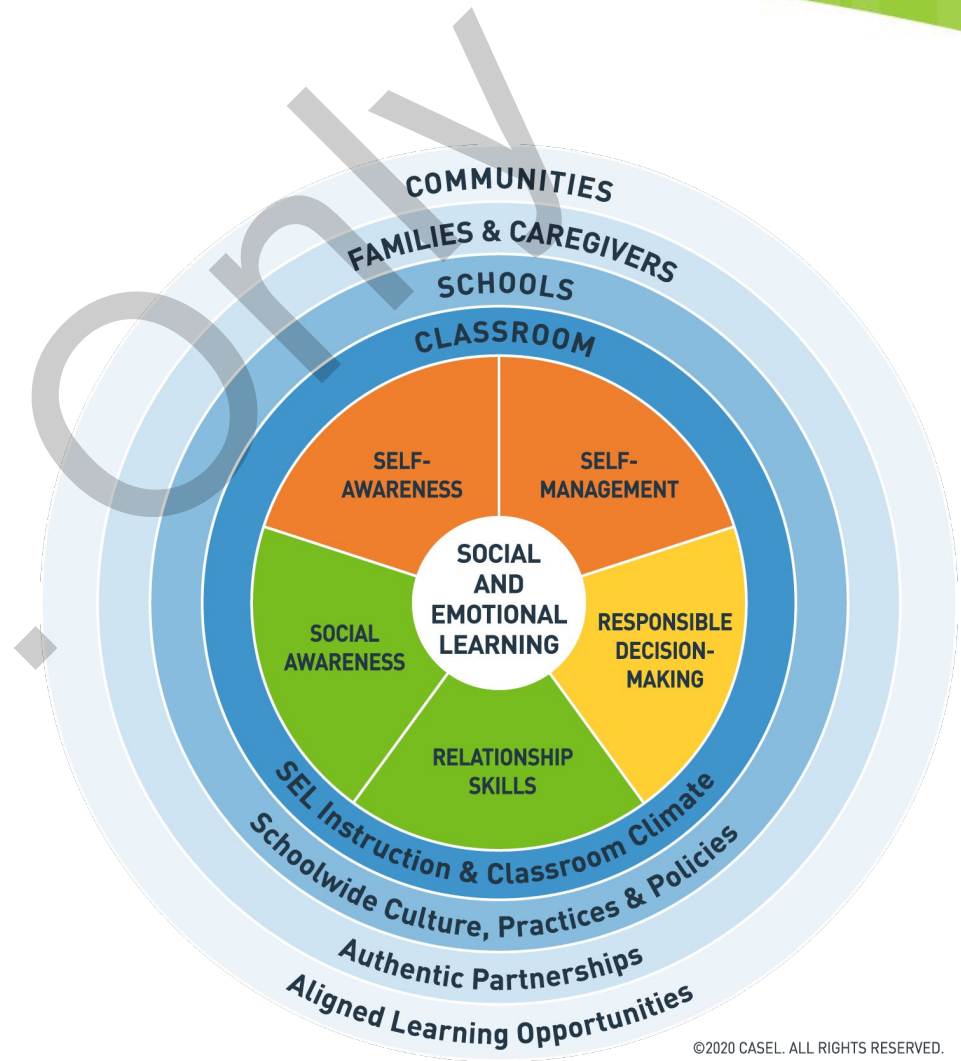 Only
COMMUNITIES
FAMILIES & CAREGIVERS
SCHOOLS
CLASSROOM
SELF-
AWARENESS
SELF-
MANAGEMENT
SOCIAL
AND
EMOTIONAL
LEARNING
SOCIAL
AWARENESS
RESPONSIBLE
DECISION-
MAKING
RELATIONSHIP
SKILLS
SEL Instruction & Classroom Climate
Schoolwide Culture, Practices & Policies
Authentic Partnerships
Aligned Learning Opportunities
©2020 CASEL. ALL RIGHTS RESERVED.